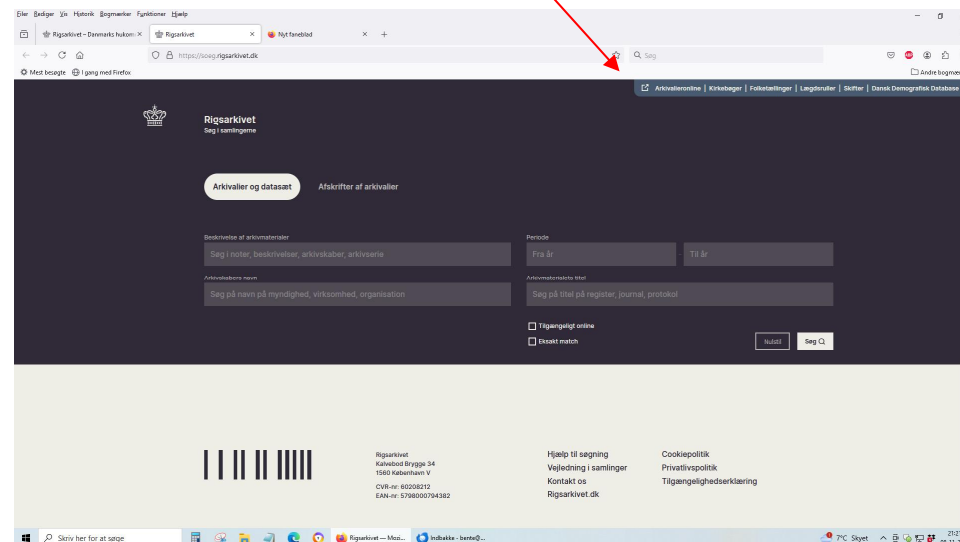 Filer Rediger Vis Historik Bogmærker Funktioner Hjælp
Rigsarkivet – Danmarks hukom
Rigsarkivet
Nyt faneblad
https://soeg.rigsarkivet.dk
Søg
Mest besøgte
I gang med Firefox
Andre bogmær
Arkivalieronline | Kirkebøger | Folketællinger | Lægdsruller | Skifter | Dansk Demografisk Database
Rigsarkivet
Søg i samlingerne
Arkivalier og datasæt
Afskrifter af arkivalier
Beskrivelse af arkivmaterialer
Periode
Søg i noter, beskrivelser, arkivskaber, arkivserie
Fra år
Til år
Arkivskabers navn
Arkivmaterialets titel
Søg på navn på myndighed, virksomhed, organisation
Søg på titel på register, journal, protokol
Tilgængeligt online
Eksakt match
Nulstil
Søg
Rigsarkivet
Kalvebod Brygge 34
1560 København V
CVR-nr: 60208212
EAN-nr: 5798000794382
Hjælp til søgning
Vejledning i samlinger
Kontakt os
Rigsarkivet.dk
Cookiepolitik
Privatlivspolitik
Tilgængelighedserklæring
Skriv her for at søge
Rigsarkivet — Mozi...
Indbakke - bente@...
7°C Skyet